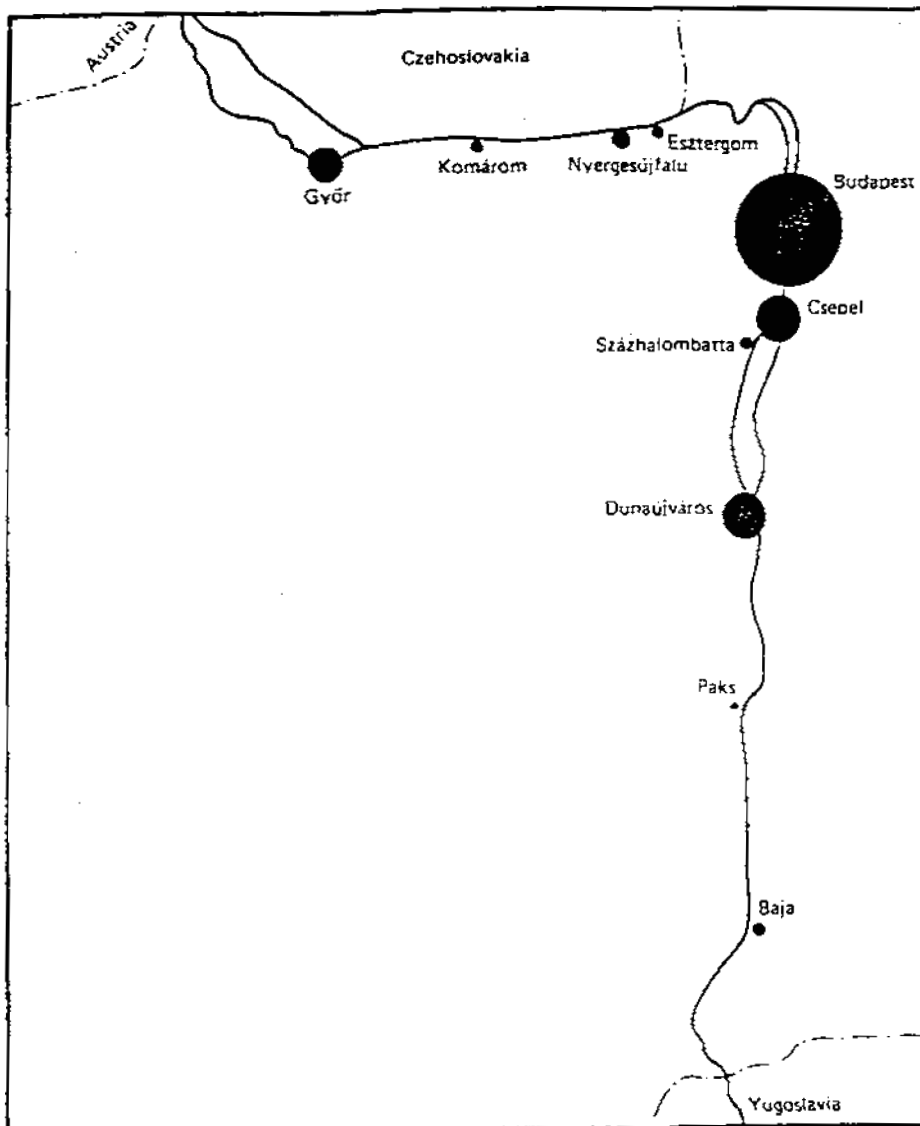 Austria
Czehoslovakia
Esztergom
Komárom
Nyergesújfalu
Győr
Budapest
Csepel
Százhalombatta
Dunaújváros
Paks
Baja
Yugoslavia